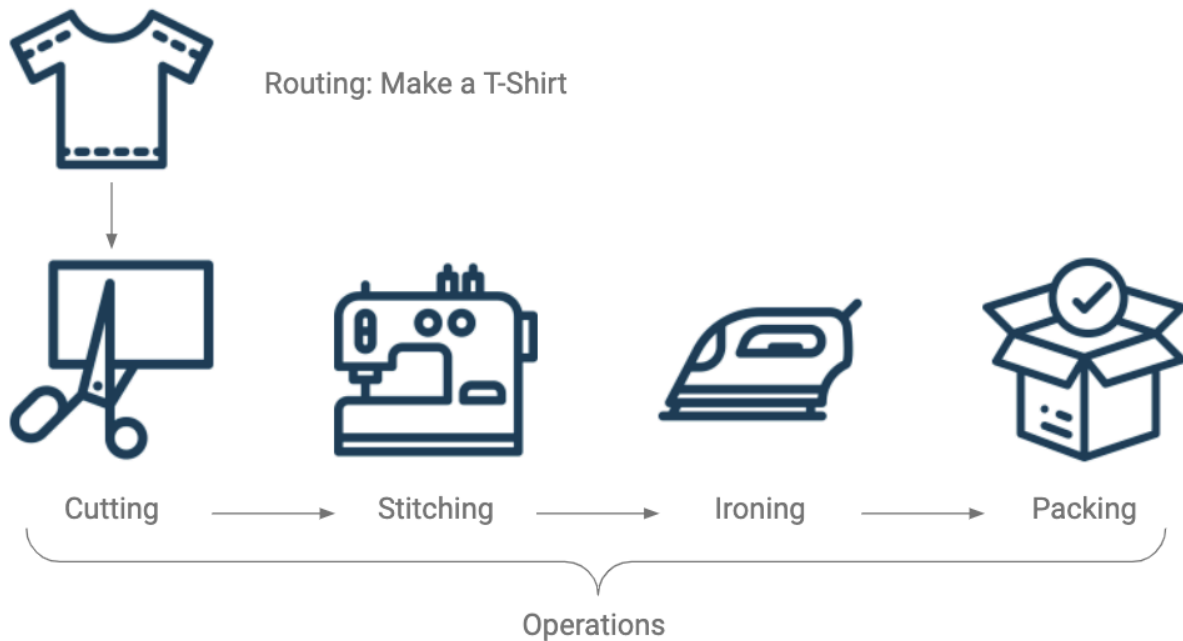 Routing: Make a T-Shirt
Cutting
Stitching
Ironing
Packing
Operations